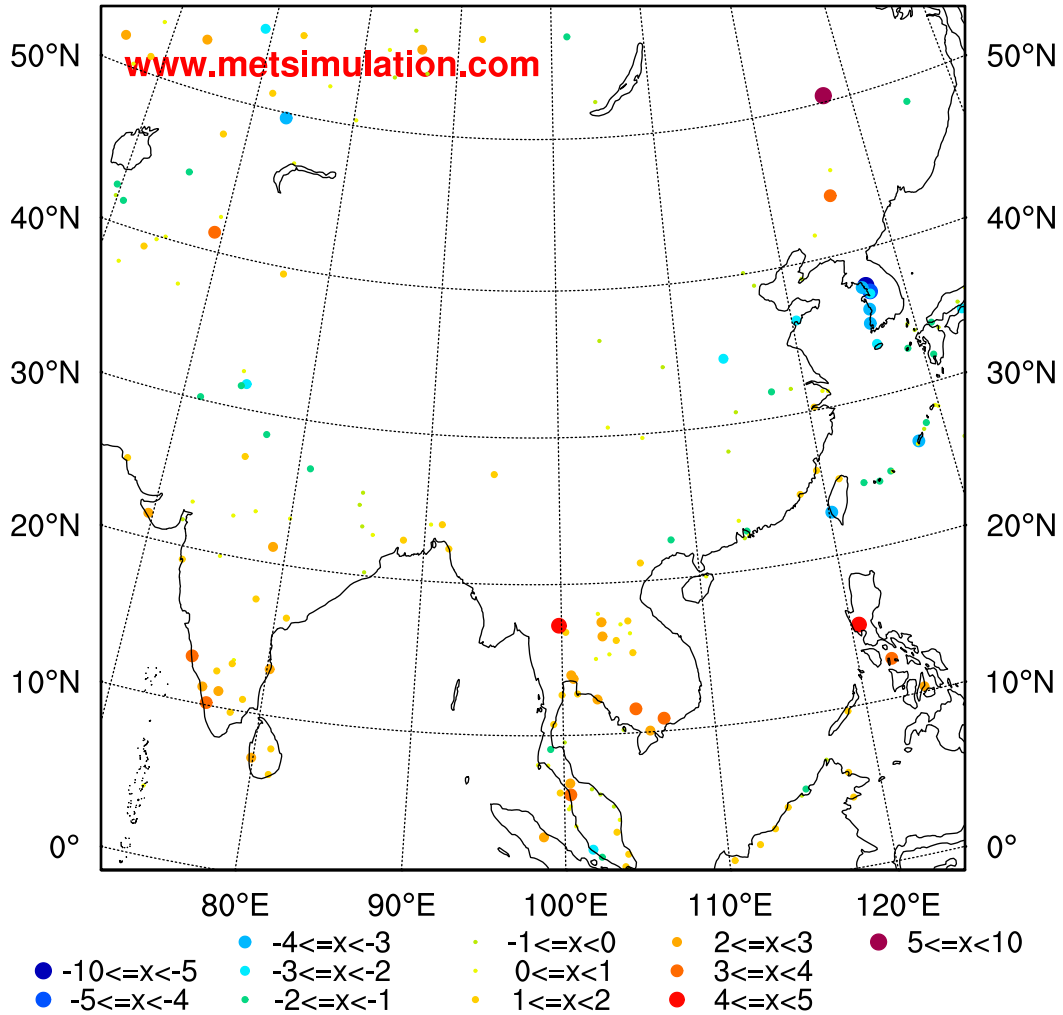 www.metsimulation.com
50°N 50°N
40°N 40°N
30°N 30°N
20°N 20°N
10°N 10°N
0° 0°
80°E 90°E 100°E 110°E 120°E
-4<=x<-3 -1<=x<0 2<=x<3 5<=x<10
-10<=x<-5 -3<=x<-2 0<=x<1 3<=x<4
-5<=x<-4 -2<=x<-1 1<=x<2 4<=x<5